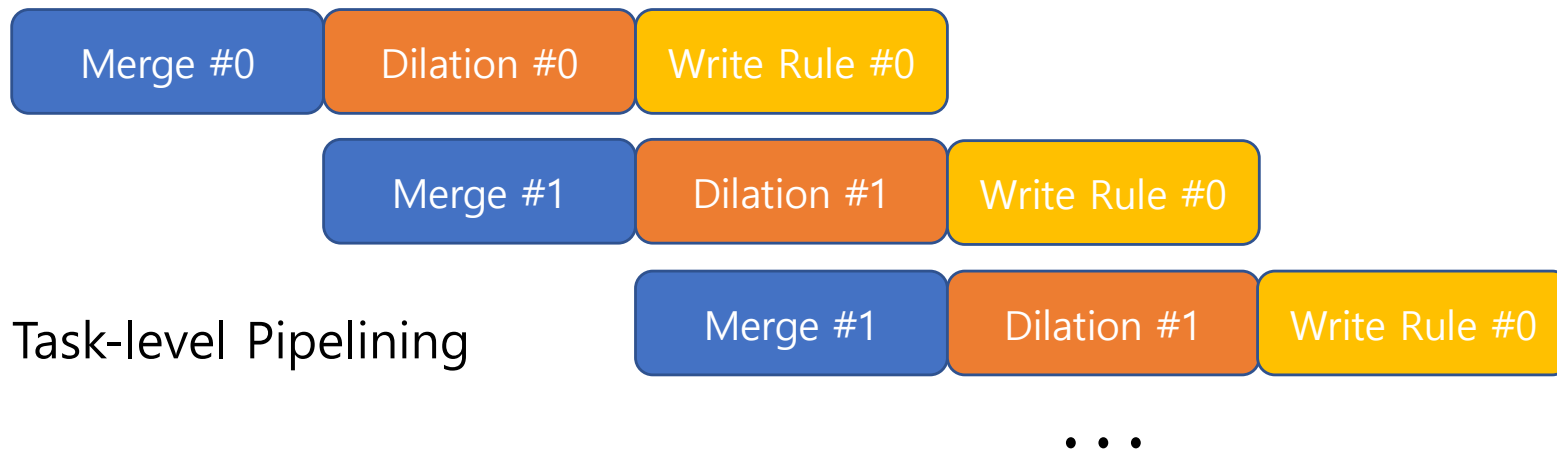 Merge #0 Dilation #0 Write Rule #0
Merge #1 Dilation #1 Write Rule #0
Merge #1 Dilation #1 Write Rule #0
Task-level Pipelining
...